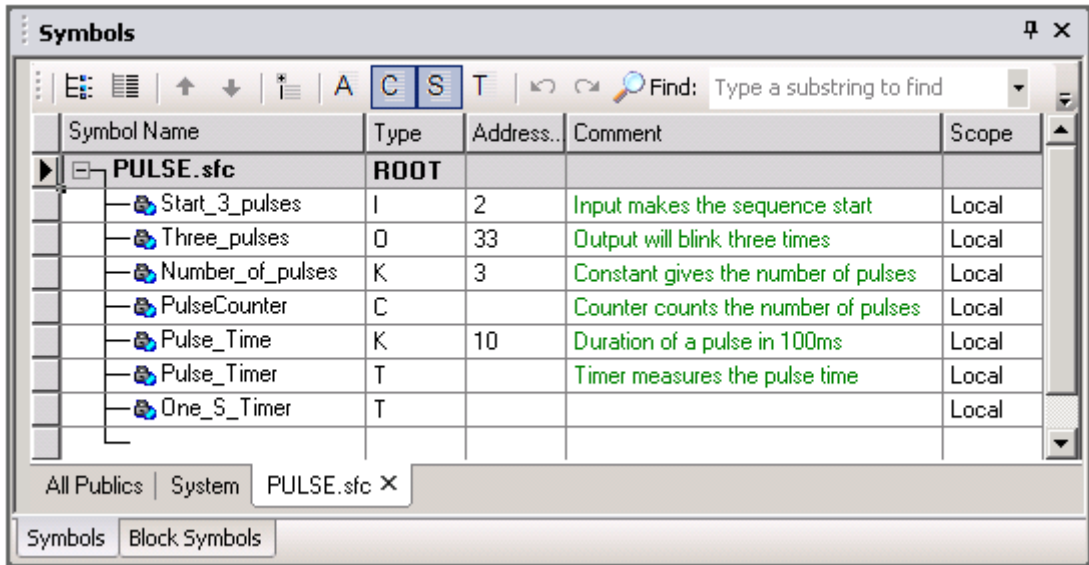 Symbols
A C S T Find: Type a substring to find
Symbol Name Type Address... Comment Scope
PULSE.sfc ROOT
Start_3_pulses I 2 Input makes the sequence start Local
Three_pulses O 33 Output will blink three times Local
Number_of_pulses K 3 Constant gives the number of pulses Local
PulseCounter C Counter counts the number of pulses Local
Pulse_Time K 10 Duration of a pulse in 100ms Local
Pulse_Timer T Timer measures the pulse time Local
One_S_Timer T Local
All Publics System PULSE.sfc
Symbols Block Symbols